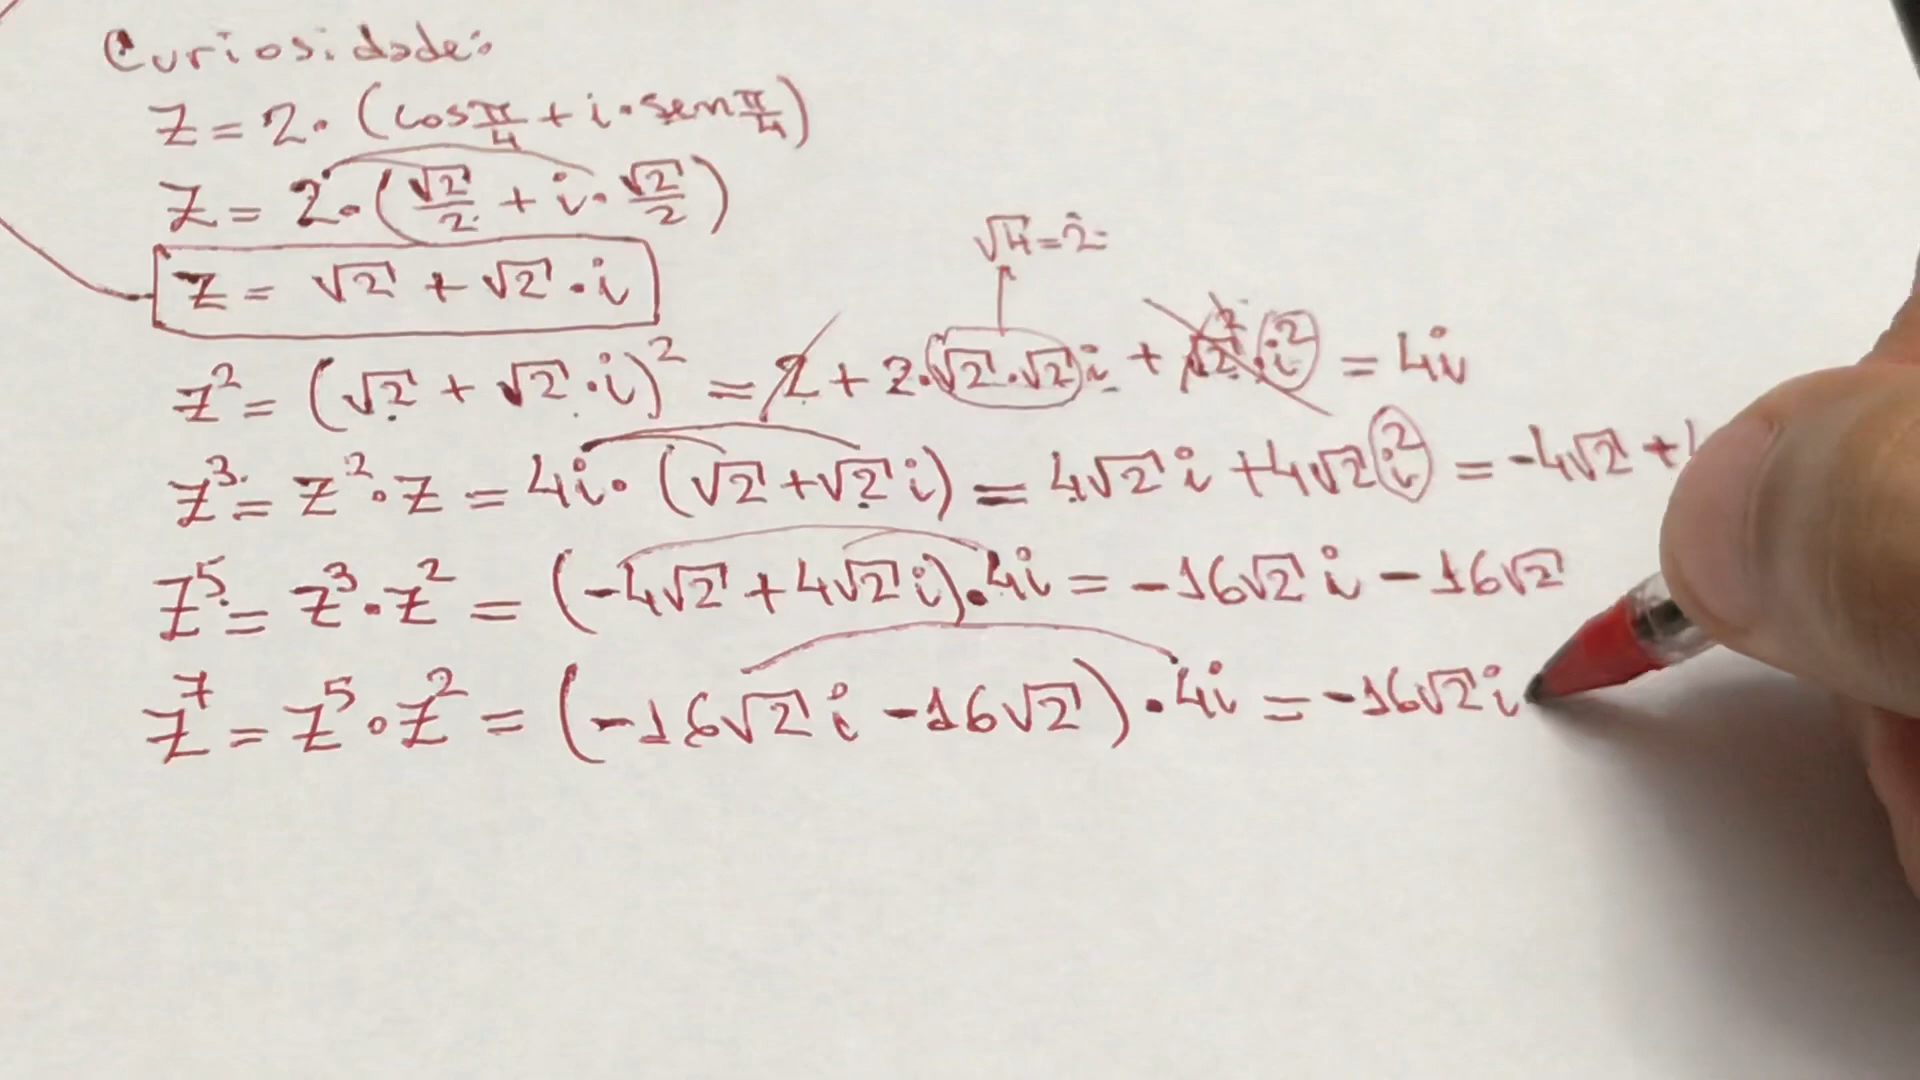 Curiosidade:
Z = 2 · (cos π/4 + i · sen π/4)
Z = 2 · (√2/2 + i · √2/2)
√4 = 2
Z = √2 + √2 · i
Z² = (√2 + √2 · i)² = 2 + 2 · √2 · √2 i + √2² · i² = 4i
Z³ = Z² · Z = 4i · (√2 + √2 i) = 4√2 i + 4√2 i² = -4√2 +
Z⁵ = Z³ · Z² = (-4√2 + 4√2 i) · 4i = -16√2 i - 16√2
Z⁷ = Z⁵ · Z² = (-16√2 i - 16√2) · 4i = -16√2 i